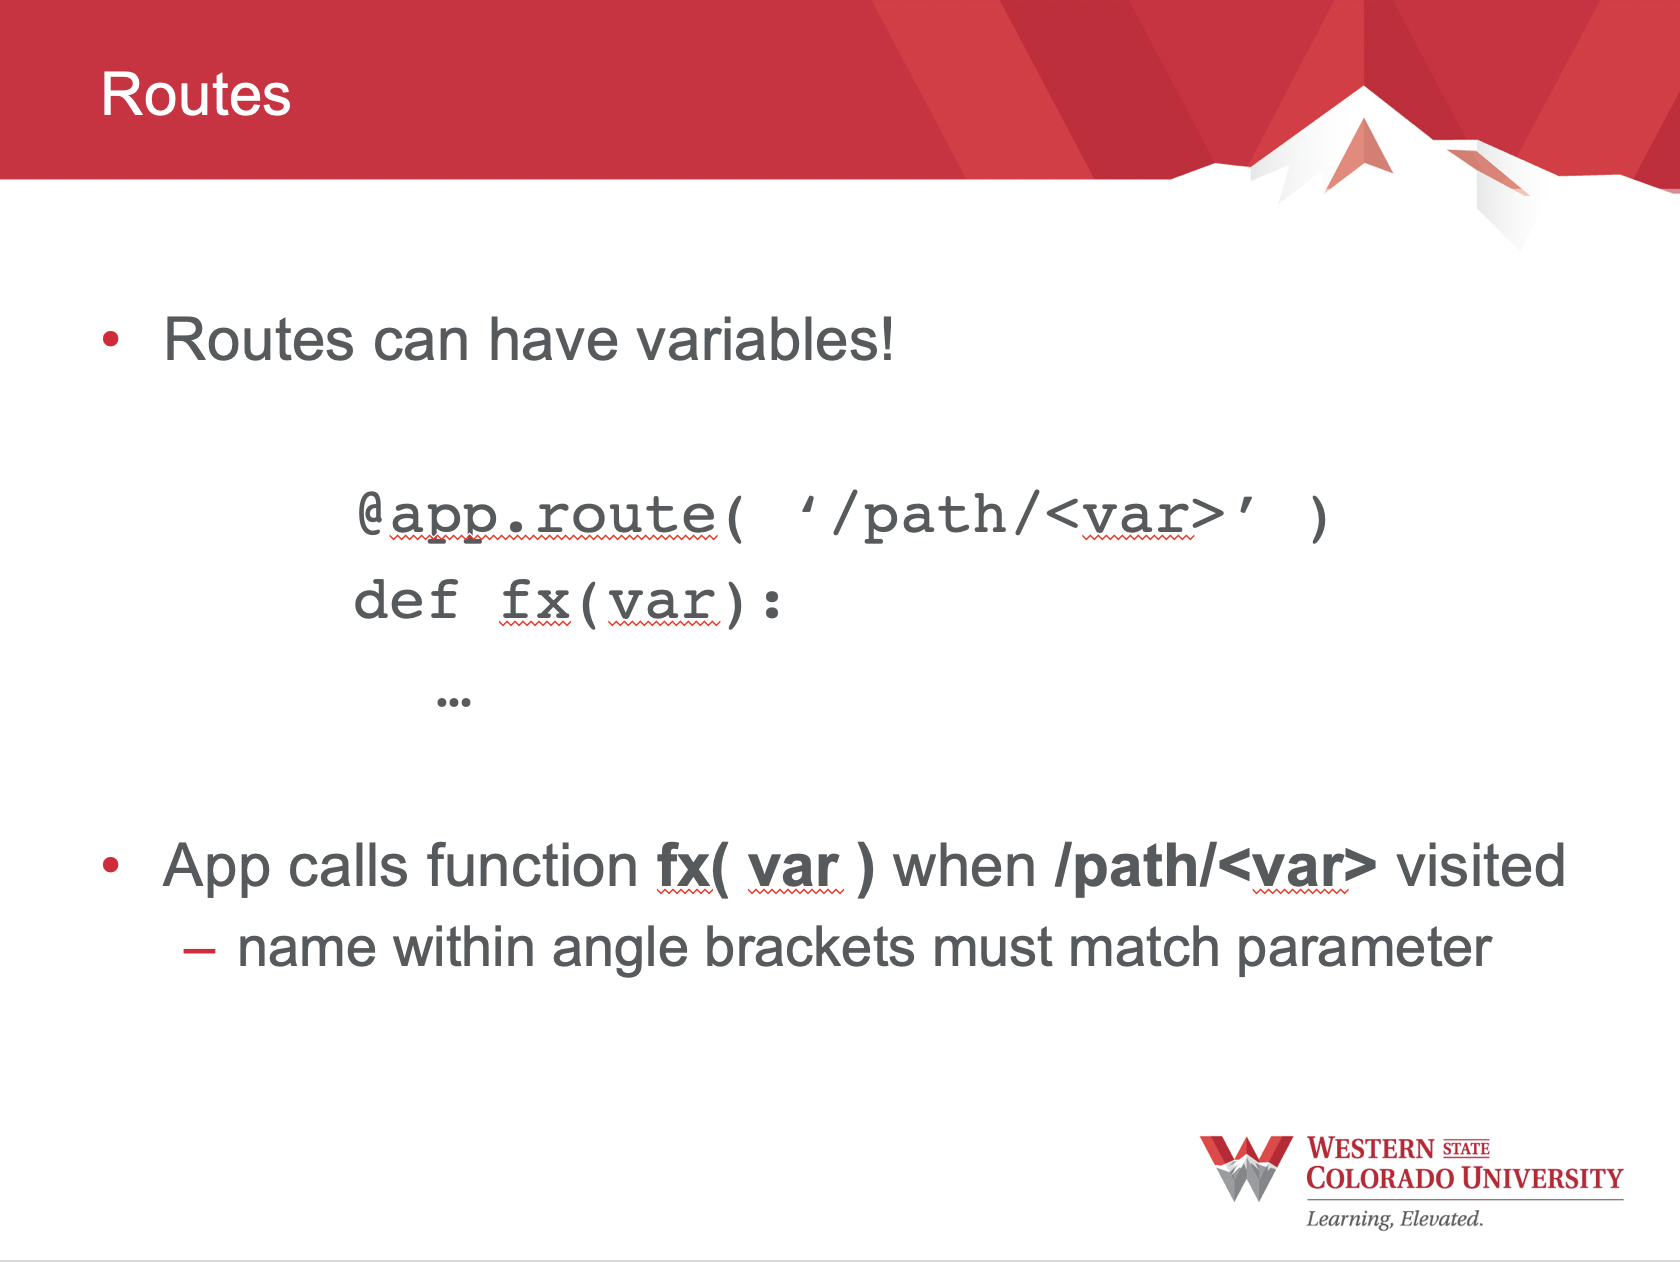 Routes
• Routes can have variables!
@app.route( ‘/path/<var>’ )
def fx(var):
…
• App calls function fx( var ) when /path/<var> visited
– name within angle brackets must match parameter
WESTERN STATE
COLORADO UNIVERSITY
Learning, Elevated.